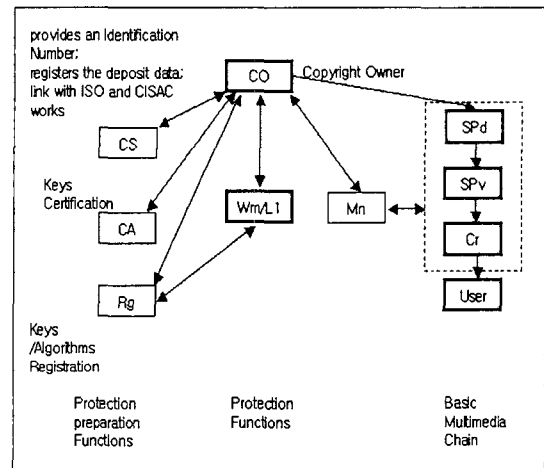 provides an Identification
Number;
registers the deposit data;
link with ISO and CISAC
works
CO
Copyright Owner
CS
SPd
Keys
Certification
CA
SPv
Wm/L1
Mn
Cr
Rg
User
Keys
/Algorithms
Registration
Protection
preparation
Functions
Protection
Functions
Basic
Multimedia
Chain